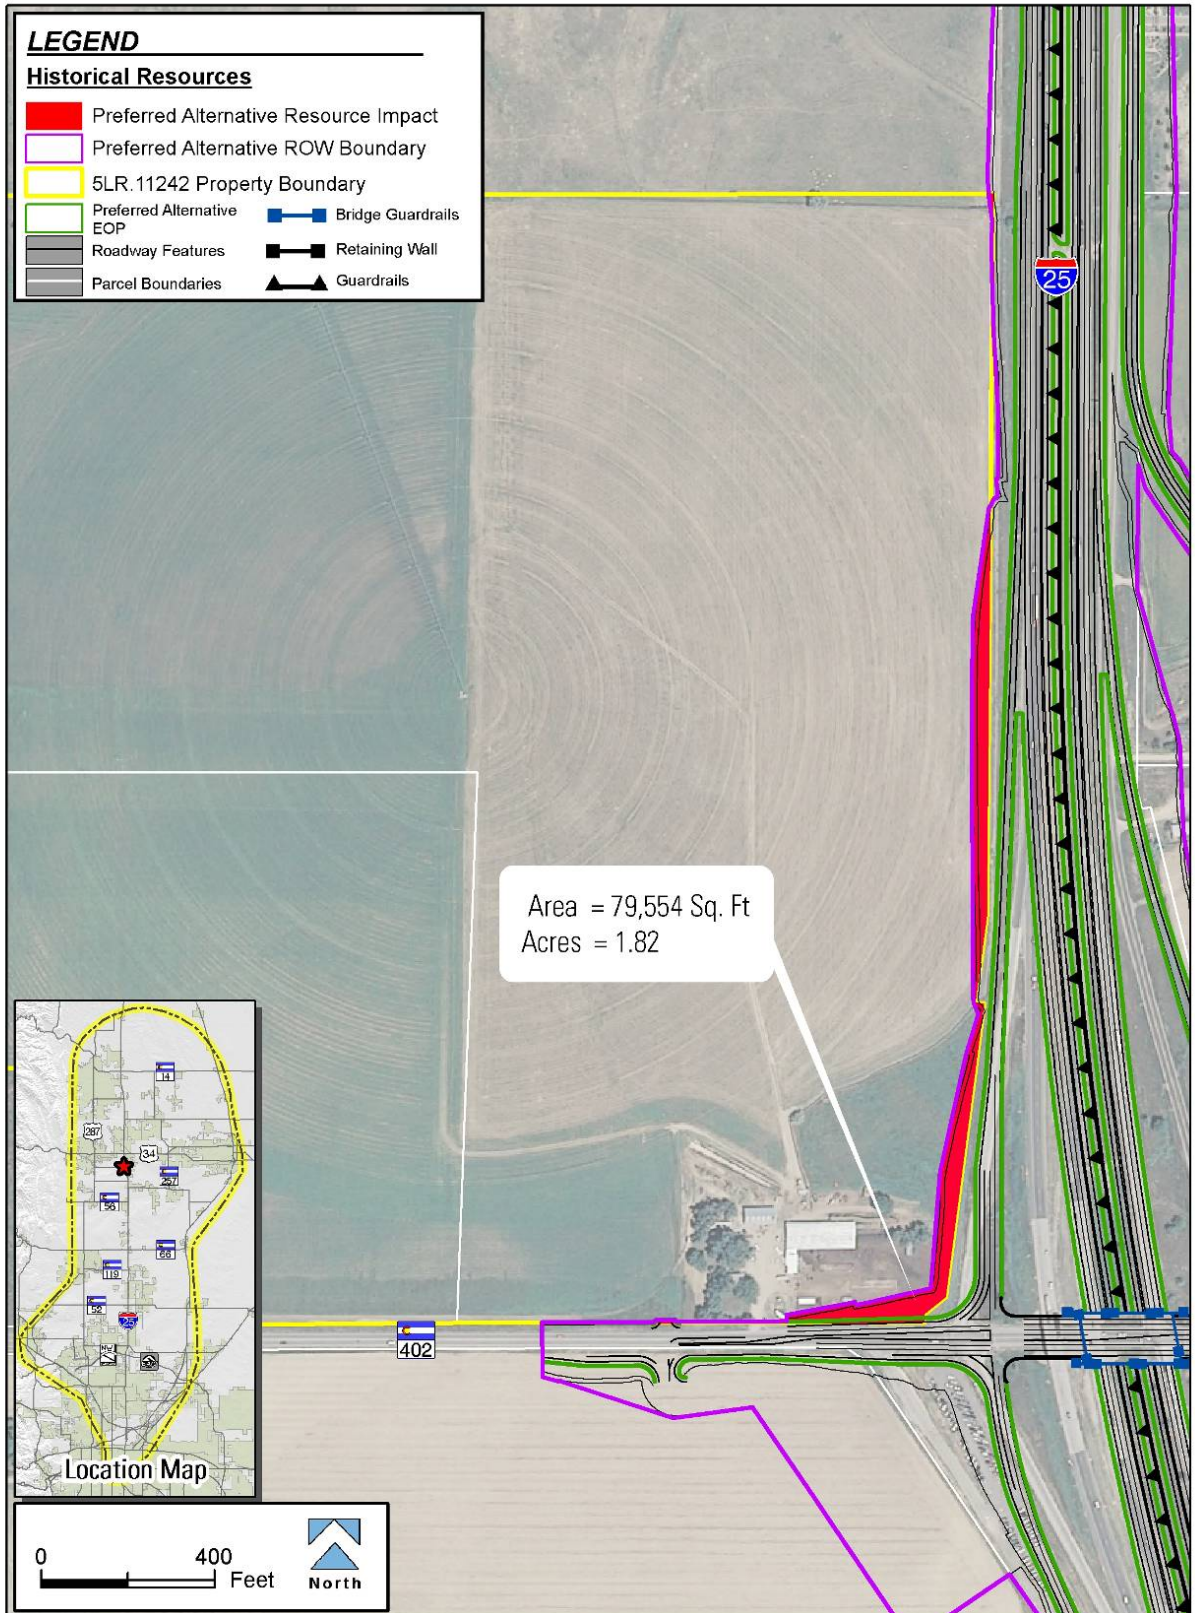 LEGEND
Historical Resources
Preferred Alternative Resource Impact
Preferred Alternative ROW Boundary
5LR.11242 Property Boundary
Preferred Alternative
EOP
Bridge Guardrails
Roadway Features
Retaining Wall
Parcel Boundaries
Guardrails
25
Area = 79,554 Sq. Ft
Acres = 1.82
14
287
34
257
56
66
119
52
25
402
Location Map
0
400
Feet
North